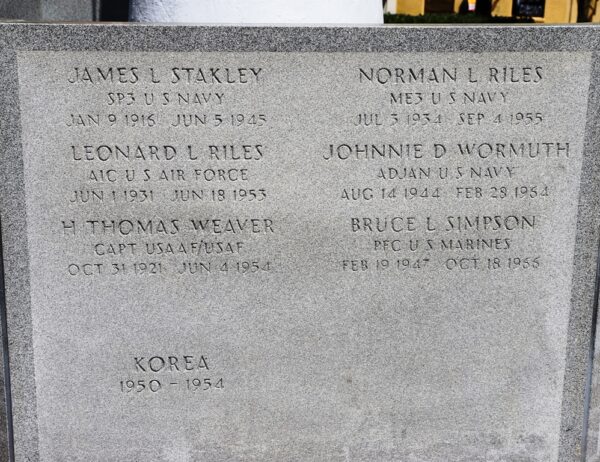 JAMES L STAKLEY
SP3 U S NAVY
JAN 9 1916 JUN 5 1945
LEONARD L RILES
A1C U S AIR FORCE
JUN 1 1931 JUN 18 1953
H THOMAS WEAVER
CAPT USAAF/USAF
OCT 31 1921 JUN 4 1954
KOREA
1950 - 1954
NORMAN L RILES
ME3 U S NAVY
JUL 3 1934 SEP 4 1955
JOHNNIE D WORMUTH
ADJAN U S NAVY
AUG 14 1944 FEB 28 1964
BRUCE L SIMPSON
PFC U S MARINES
FEB 19 1947 OCT 18 1966